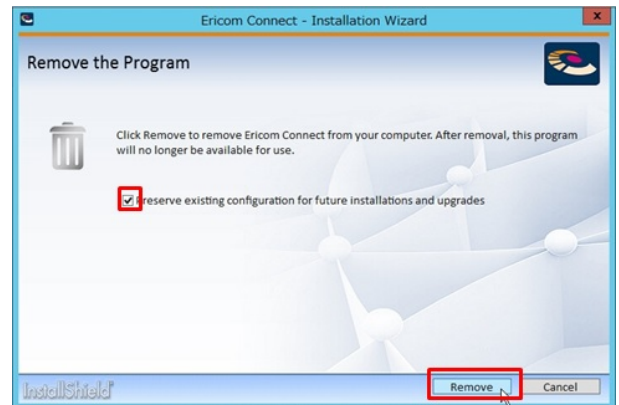 Ericom Connect - Installation Wizard
x
Remove the Program
Click Remove to remove Ericom Connect from your computer. After removal, this program
will no longer be available for use.
Preserve existing configuration for future installations and upgrades
InstallShield
Remove
Cancel